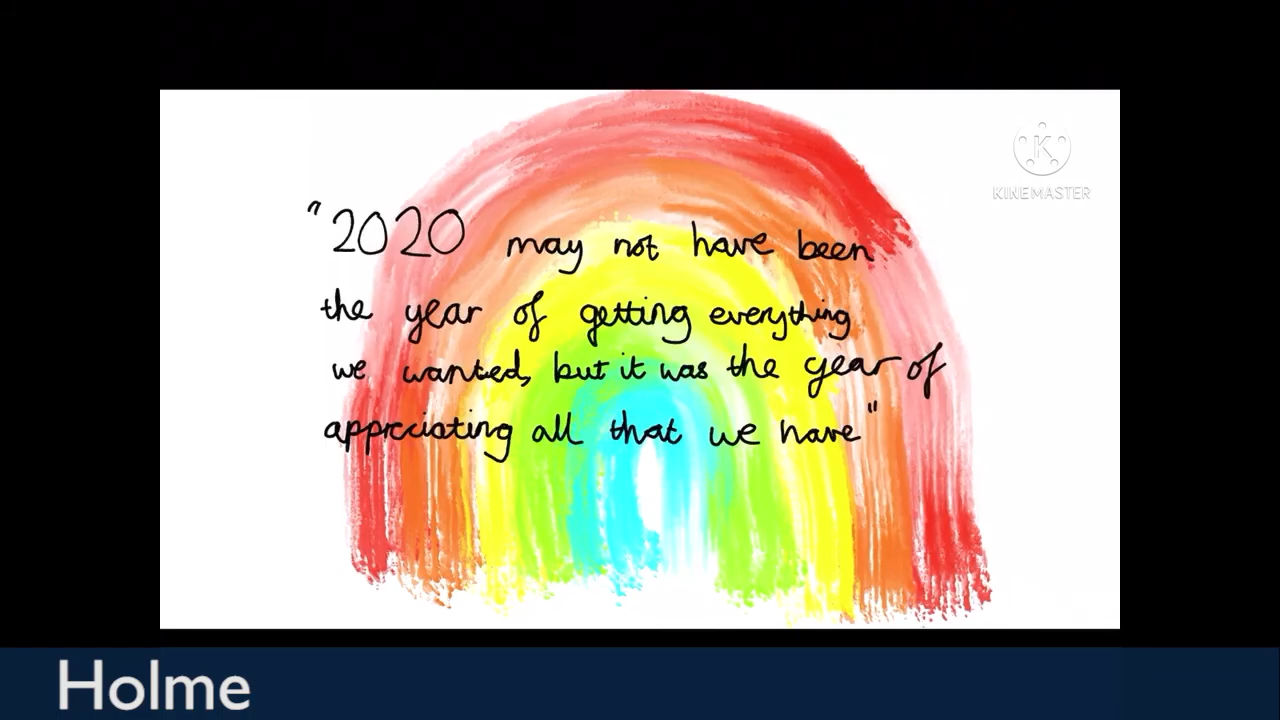 "2020 may not have been
the year of getting everything
we wanted, but it was the year of
appreciating all that we have"
K
KINEMASTER
Holme